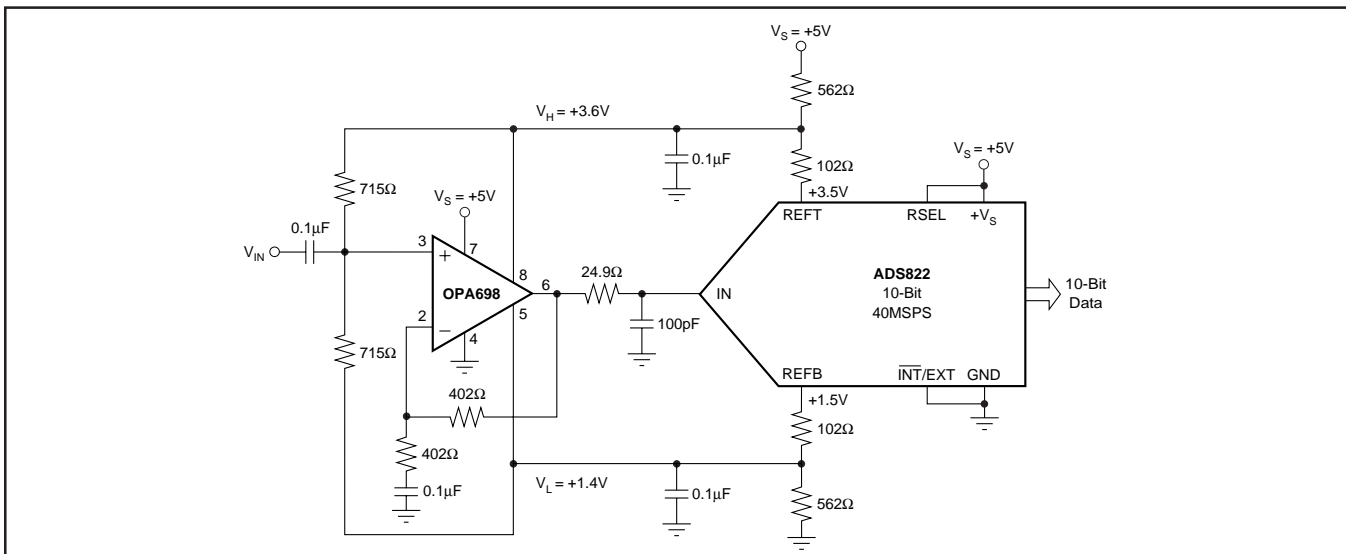 V_S = +5V
562Ω
V_H = +3.6V
0.1µF
102Ω
+3.5V
V_S = +5V
715Ω
V_S = +5V
REFT
RSEL
+V_S
0.1µF
V_IN
3
+
7
8
OPA698
6
24.9Ω
IN
ADS822
10-Bit
40MSPS
10-Bit
Data
2
−
5
4
100pF
715Ω
REFB
INT/EXT
GND
402Ω
+1.5V
102Ω
402Ω
0.1µF
V_L = +1.4V
0.1µF
562Ω